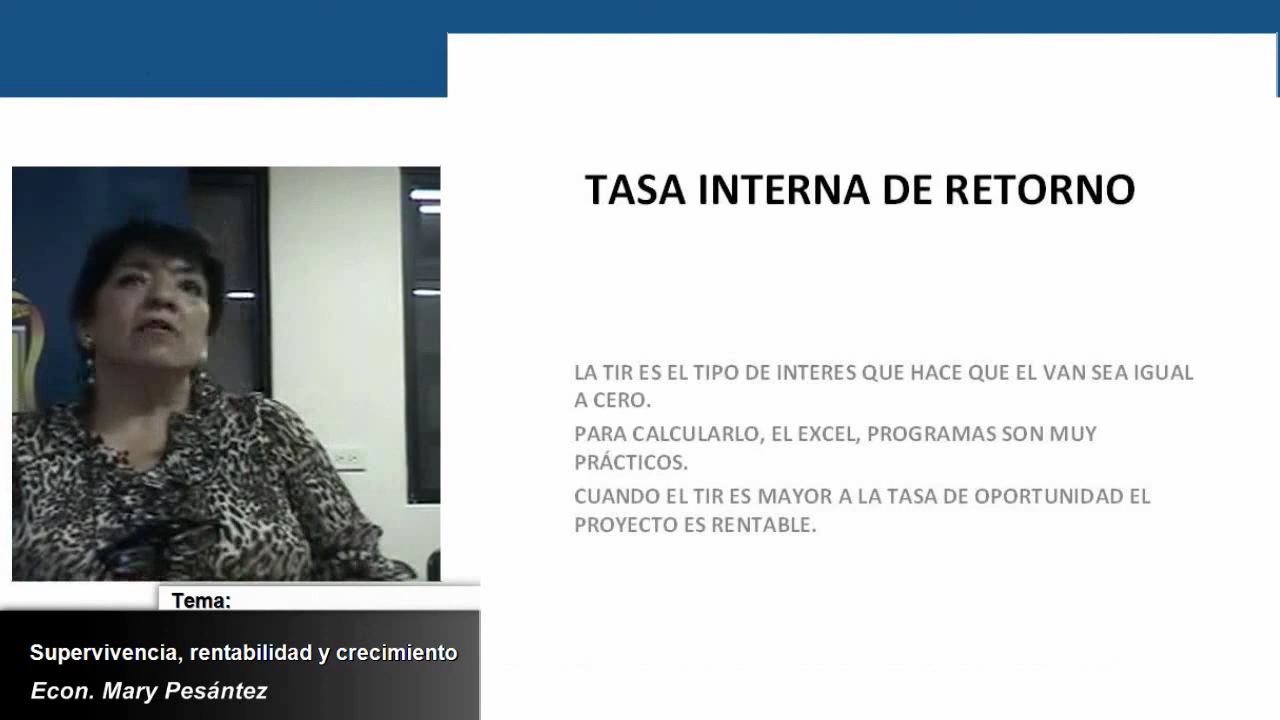 TASA INTERNA DE RETORNO
LA TIR ES EL TIPO DE INTERES QUE HACE QUE EL VAN SEA IGUAL
A CERO.
PARA CALCULARLO, EL EXCEL, PROGRAMAS SON MUY
PRÁCTICOS.
CUANDO EL TIR ES MAYOR A LA TASA DE OPORTUNIDAD EL
PROYECTO ES RENTABLE.
Tema:
Supervivencia, rentabilidad y crecimiento
Econ. Mary Pesántez